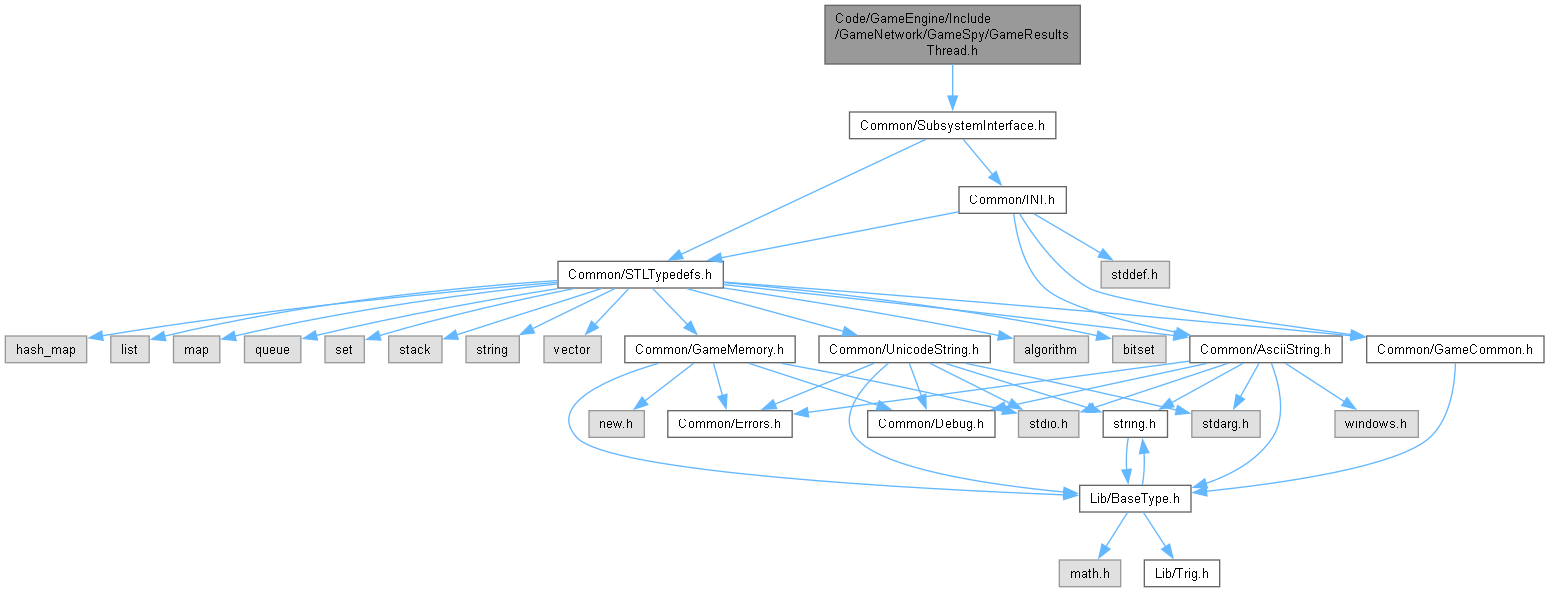 Code/GameEngine/Include
/GameNetwork/GameSpy/GameResults
Thread.h
Common/SubsystemInterface.h
Common/INI.h
Common/STLTypedefs.h
stddef.h
hash_map
list
map
queue
set
stack
string
vector
Common/GameMemory.h
Common/UnicodeString.h
algorithm
bitset
Common/AsciiString.h
Common/GameCommon.h
new.h
Common/Errors.h
Common/Debug.h
stdio.h
string.h
stdarg.h
windows.h
Lib/BaseType.h
math.h
Lib/Trig.h